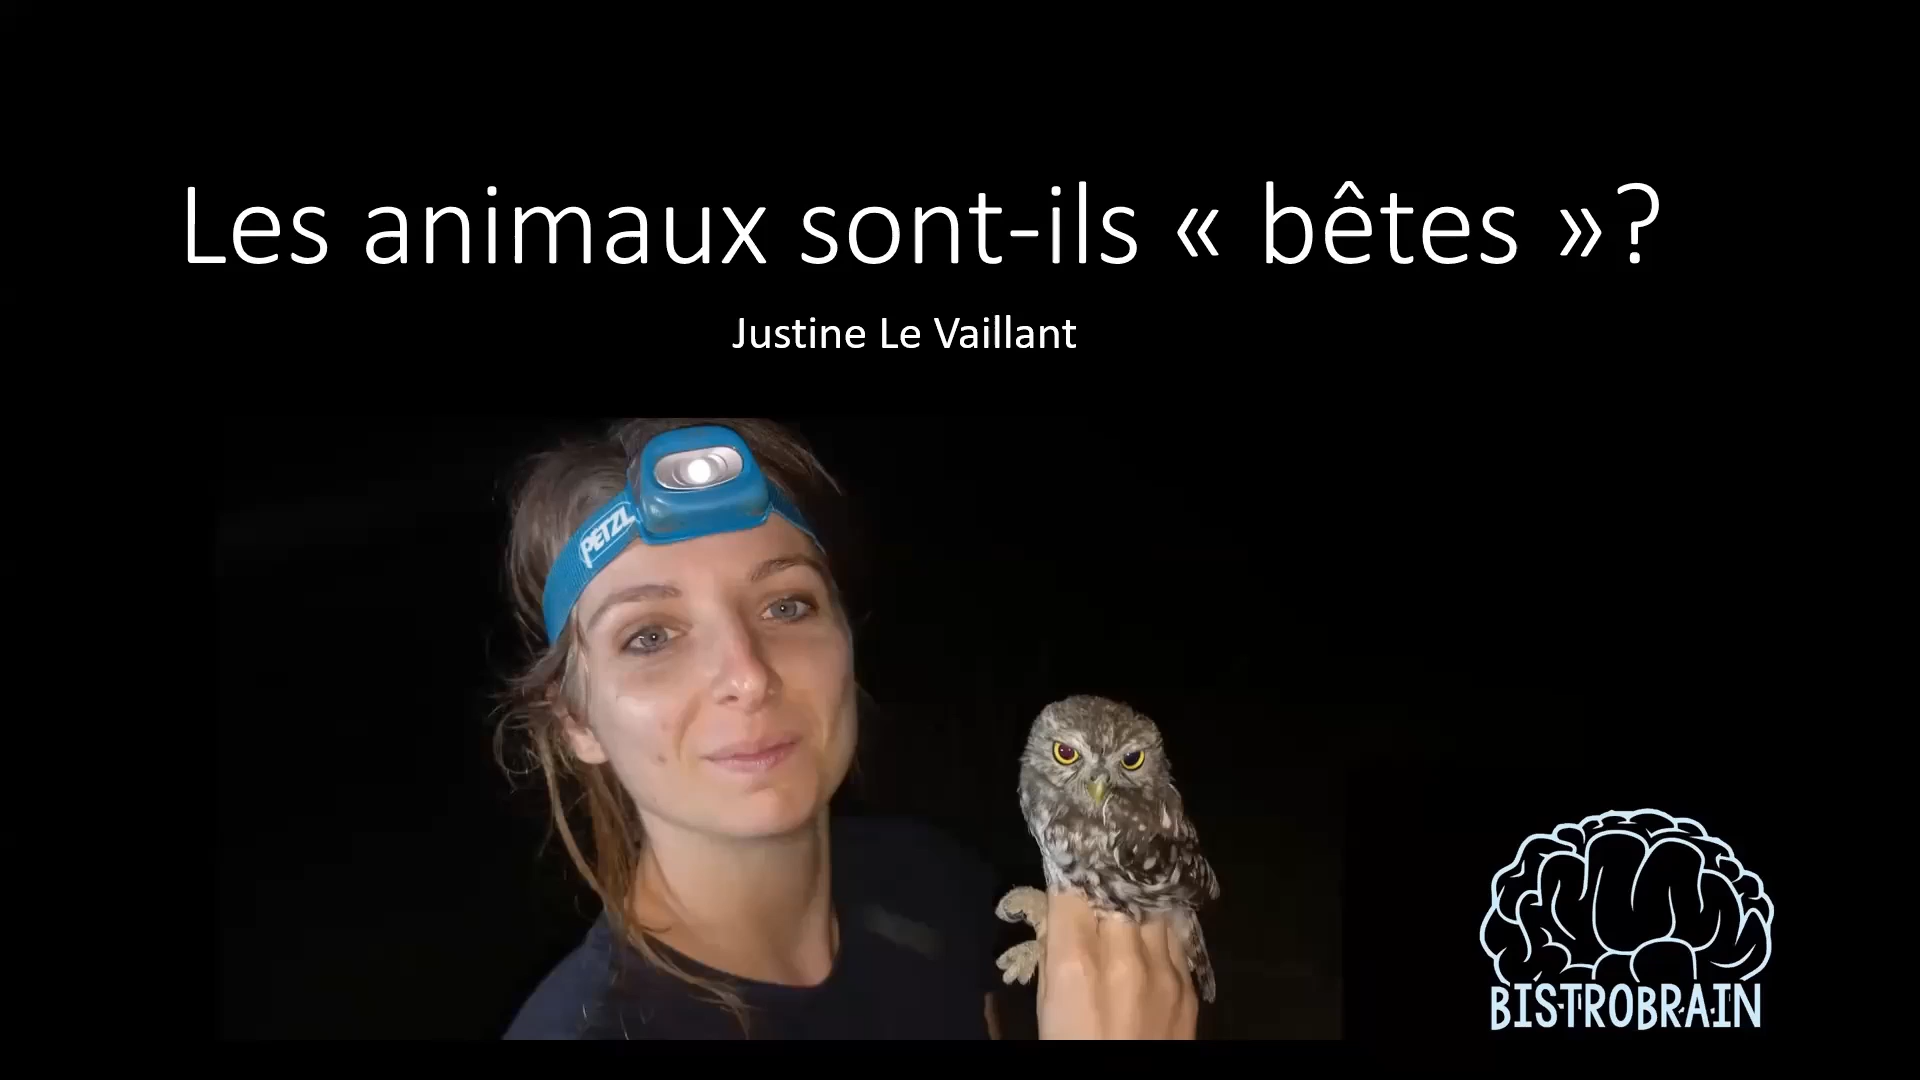 Les animaux sont-ils « bêtes »?
Justine Le Vaillant
PETZL
BISTROBRAIN